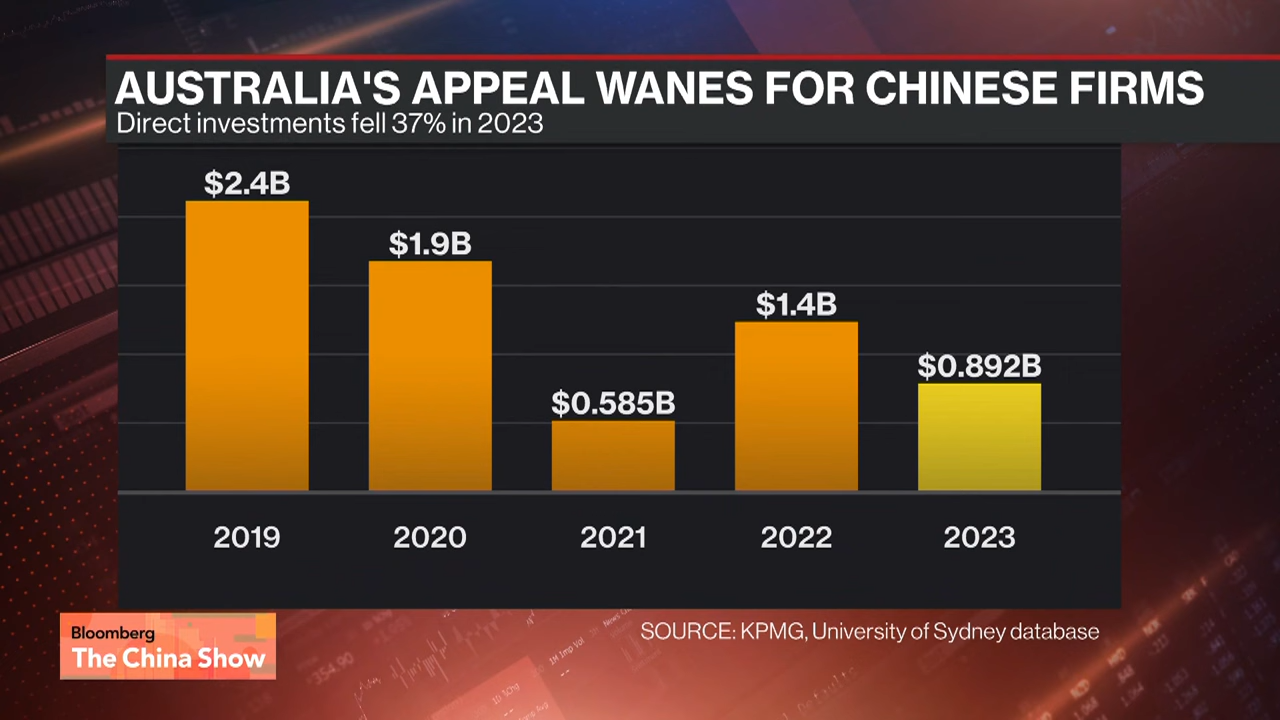 AUSTRALIA'S APPEAL WANES FOR CHINESE FIRMS
Direct investments fell 37% in 2023
$2.4B
$1.9B
$0.585B
$1.4B
$0.892B
2019 2020 2021 2022 2023
SOURCE: KPMG, University of Sydney database
Bloomberg
The China Show